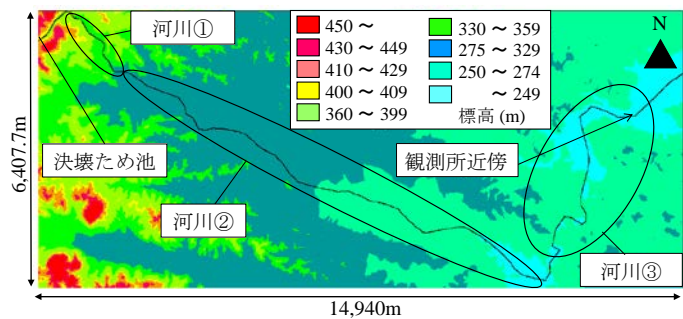 河川①
450～
430～449
410～429
400～409
360～399
330～359
275～329
250～274
～249
標高 (m)
N
6,407.7m
決壊ため池
河川②
観測所近傍
河川③
14,940m